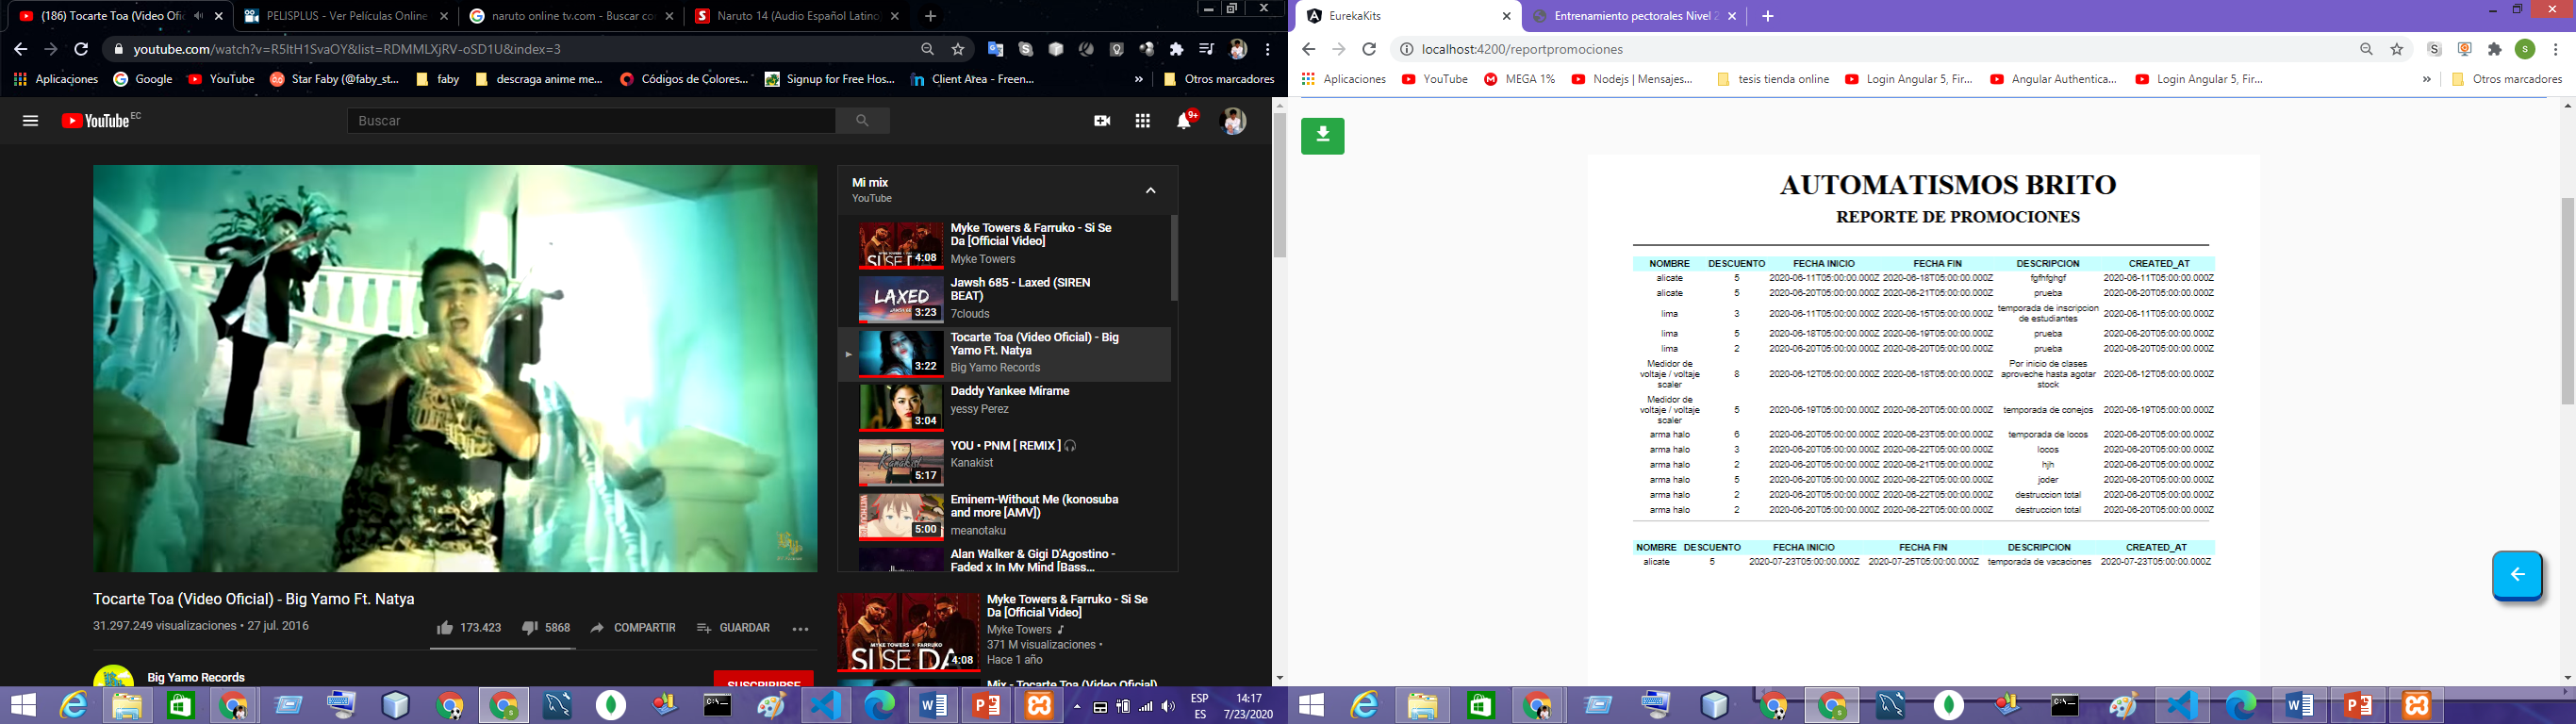 (186) Tocarte Toa (Video Ofic
PELISPLUS - Ver Películas Online
naruto online tv.com - Buscar con
Naruto 14 (Audio Español Latino)
youtube.com/watch?v=R5ltH1SvaOY&list=RDMMLXjRV-oSD1U&index=3
Aplicaciones Google YouTube Star Faby (@faby_st... faby descraga anime me... Códigos de Colores... Signup for Free Hos... Client Area - Freen... » Otros marcadores
YouTube EC
Buscar
9+
Mi mix
YouTube
Myke Towers & Farruko - Si Se Da [Official Video]
Myke Towers
4:08
Jawsh 685 - Laxed (SIREN BEAT)
7clouds
LAXED
3:23
Tocarte Toa (Video Oficial) - Big Yamo Ft. Natya
Big Yamo Records
3:22
Daddy Yankee Mírame
yessy Perez
3:04
YOU • PNM [ REMIX ]
Kanakist
5:17
Eminem-Without Me (konosuba and more [AMV])
meanotaku
5:00
Alan Walker & Gigi D'Agostino - Faded x In My Mind [Bass...
Tocarte Toa (Video Oficial) - Big Yamo Ft. Natya
31.297.249 visualizaciones • 27 jul. 2016
173.423 5868 COMPARTIR GUARDAR
Big Yamo Records
SUSCRIBIRSE
Myke Towers & Farruko - Si Se Da [Official Video]
Myke Towers
371 M visualizaciones •
Hace 1 año
MYKE TOWERS FARRUKO
SI SE DA
4:08
Mix - Tocarte Toa (Video Oficial)
ESP
ES
14:17
7/23/2020
EurekaKits
Entrenamiento pectorales Nivel 2
localhost:4200/reportpromociones
Aplicaciones YouTube MEGA 1% Nodejs | Mensajes... tesis tienda online Login Angular 5, Fir... Angular Authentica... Login Angular 5, Fir... » Otros marcadores
AUTOMATISMOS BRITO
REPORTE DE PROMOCIONES
NOMBRE DESCUENTO FECHA INICIO FECHA FIN DESCRIPCION CREATED_AT
alicate 5 2020-06-11T05:00:00.000Z 2020-06-18T05:00:00.000Z fgfhfghgf 2020-06-11T05:00:00.000Z
alicate 5 2020-06-20T05:00:00.000Z 2020-06-21T05:00:00.000Z prueba 2020-06-20T05:00:00.000Z
lima 3 2020-06-11T05:00:00.000Z 2020-06-15T05:00:00.000Z temporada de inscripcion de estudiantes 2020-06-11T05:00:00.000Z
lima 5 2020-06-18T05:00:00.000Z 2020-06-19T05:00:00.000Z prueba 2020-06-20T05:00:00.000Z
lima 2 2020-06-20T05:00:00.000Z 2020-06-20T05:00:00.000Z prueba 2020-06-20T05:00:00.000Z
Medidor de voltaje / voltaje scaler 8 2020-06-12T05:00:00.000Z 2020-06-18T05:00:00.000Z Por inicio de clases aproveche hasta agotar stock 2020-06-12T05:00:00.000Z
Medidor de voltaje / voltaje scaler 5 2020-06-19T05:00:00.000Z 2020-06-20T05:00:00.000Z temporada de conejos 2020-06-19T05:00:00.000Z
arma halo 6 2020-06-20T05:00:00.000Z 2020-06-23T05:00:00.000Z temporada de locos 2020-06-20T05:00:00.000Z
arma halo 3 2020-06-20T05:00:00.000Z 2020-06-22T05:00:00.000Z locos 2020-06-20T05:00:00.000Z
arma halo 2 2020-06-20T05:00:00.000Z 2020-06-21T05:00:00.000Z hjh 2020-06-20T05:00:00.000Z
arma halo 5 2020-06-20T05:00:00.000Z 2020-06-22T05:00:00.000Z joder 2020-06-20T05:00:00.000Z
arma halo 2 2020-06-20T05:00:00.000Z 2020-06-22T05:00:00.000Z destruccion total 2020-06-20T05:00:00.000Z
arma halo 2 2020-06-20T05:00:00.000Z 2020-06-22T05:00:00.000Z destruccion total 2020-06-20T05:00:00.000Z
NOMBRE DESCUENTO FECHA INICIO FECHA FIN DESCRIPCION CREATED_AT
alicate 5 2020-07-23T05:00:00.000Z 2020-07-25T05:00:00.000Z temporada de vacaciones 2020-07-23T05:00:00.000Z